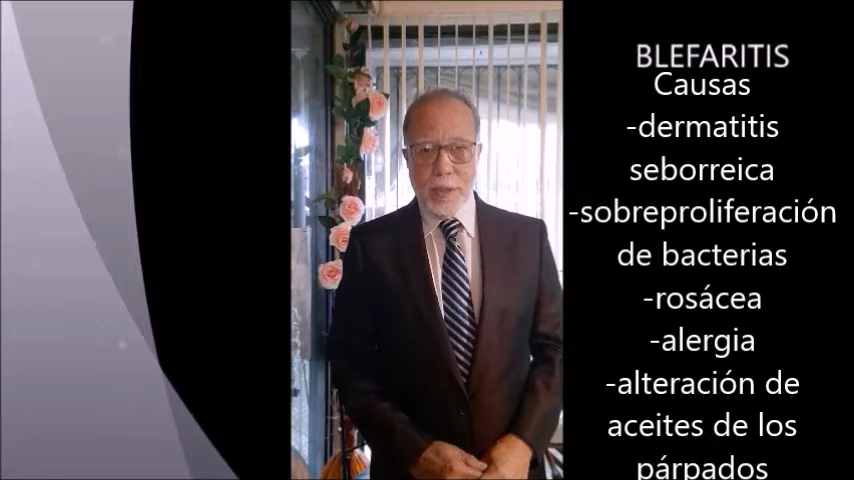 BLEFARITIS
Causas
-dermatitis
seborreica
-sobreproliferación
de bacterias
-rosácea
-alergia
-alteración de
aceites de los
párpados